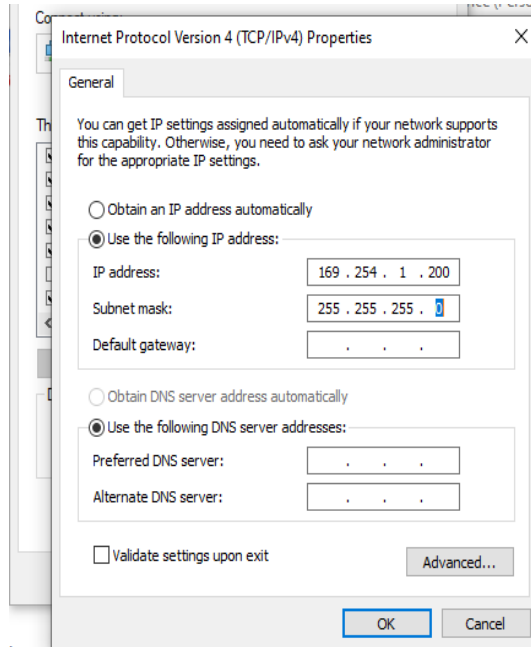 Internet Protocol Version 4 (TCP/IPv4) Properties
General
Th
You can get IP settings assigned automatically if your network supports
this capability. Otherwise, you need to ask your network administrator
for the appropriate IP settings.
Obtain an IP address automatically
Use the following IP address:
IP address: 169 . 254 . 1 . 200
Subnet mask: 255 . 255 . 255 . 0
Default gateway: . . .
Obtain DNS server address automatically
Use the following DNS server addresses:
Preferred DNS server: . . .
Alternate DNS server: . . .
Validate settings upon exit
Advanced...
OK Cancel